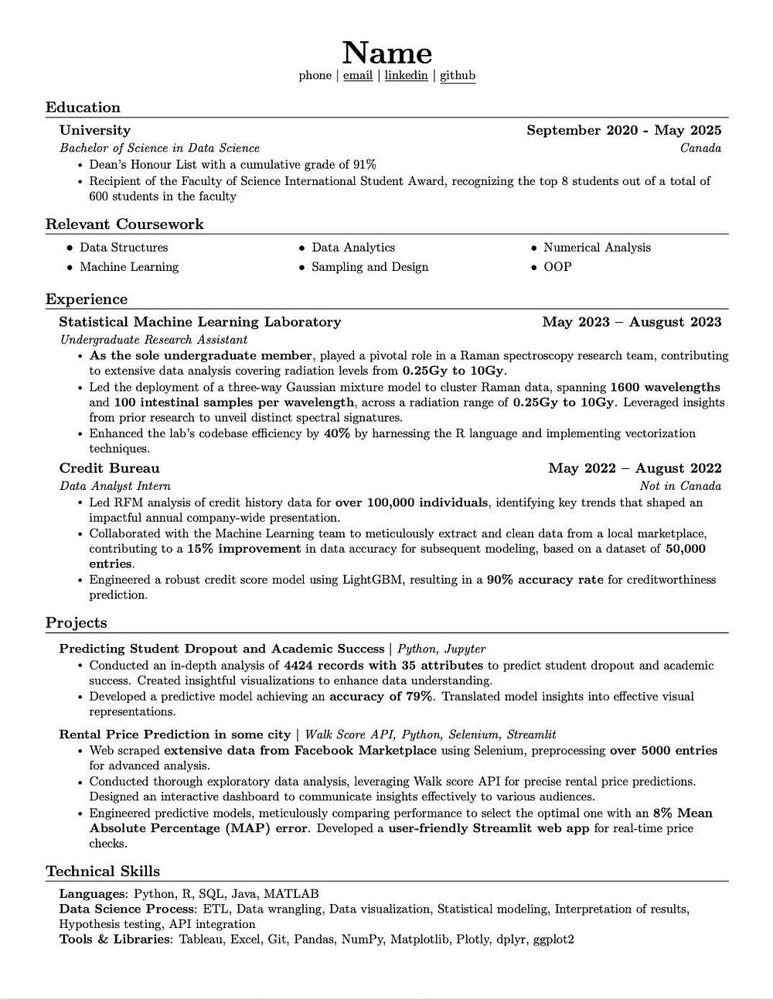 Name
phone | email | linkedin | github
Education
University September 2020 - May 2025
Bachelor of Science in Data Science Canada
• Dean's Honour List with a cumulative grade of 91%
• Recipient of the Faculty of Science International Student Award, recognizing the top 8 students out of a total of
600 students in the faculty
Relevant Coursework
• Data Structures • Data Analytics • Numerical Analysis
• Machine Learning • Sampling and Design • OOP
Experience
Statistical Machine Learning Laboratory May 2023 – Ausgust 2023
Undergraduate Research Assistant
• As the sole undergraduate member, played a pivotal role in a Raman spectroscopy research team, contributing
to extensive data analysis covering radiation levels from 0.25Gy to 10Gy.
• Led the deployment of a three-way Gaussian mixture model to cluster Raman data, spanning 1600 wavelengths
and 100 intestinal samples per wavelength, across a radiation range of 0.25Gy to 10Gy. Leveraged insights
from prior research to unveil distinct spectral signatures.
• Enhanced the lab's codebase efficiency by 40% by harnessing the R language and implementing vectorization
techniques.
Credit Bureau May 2022 – August 2022
Data Analyst Intern Not in Canada
• Led RFM analysis of credit history data for over 100,000 individuals, identifying key trends that shaped an
impactful annual company-wide presentation.
• Collaborated with the Machine Learning team to meticulously extract and clean data from a local marketplace,
contributing to a 15% improvement in data accuracy for subsequent modeling, based on a dataset of 50,000
entries.
• Engineered a robust credit score model using LightGBM, resulting in a 90% accuracy rate for creditworthiness
prediction.
Projects
Predicting Student Dropout and Academic Success | Python, Jupyter
• Conducted an in-depth analysis of 4424 records with 35 attributes to predict student dropout and academic
success. Created insightful visualizations to enhance data understanding.
• Developed a predictive model achieving an accuracy of 79%. Translated model insights into effective visual
representations.
Rental Price Prediction in some city | Walk Score API, Python, Selenium, Streamlit
• Web scraped extensive data from Facebook Marketplace using Selenium, preprocessing over 5000 entries
for advanced analysis.
• Conducted thorough exploratory data analysis, leveraging Walk score API for precise rental price predictions.
Designed an interactive dashboard to communicate insights effectively to various audiences.
• Engineered predictive models, meticulously comparing performance to select the optimal one with an 8% Mean
Absolute Percentage (MAP) error. Developed a user-friendly Streamlit web app for real-time price
checks.
Technical Skills
Languages: Python, R, SQL, Java, MATLAB
Data Science Process: ETL, Data wrangling, Data visualization, Statistical modeling, Interpretation of results,
Hypothesis testing, API integration
Tools & Libraries: Tableau, Excel, Git, Pandas, NumPy, Matplotlib, Plotly, dplyr, ggplot2